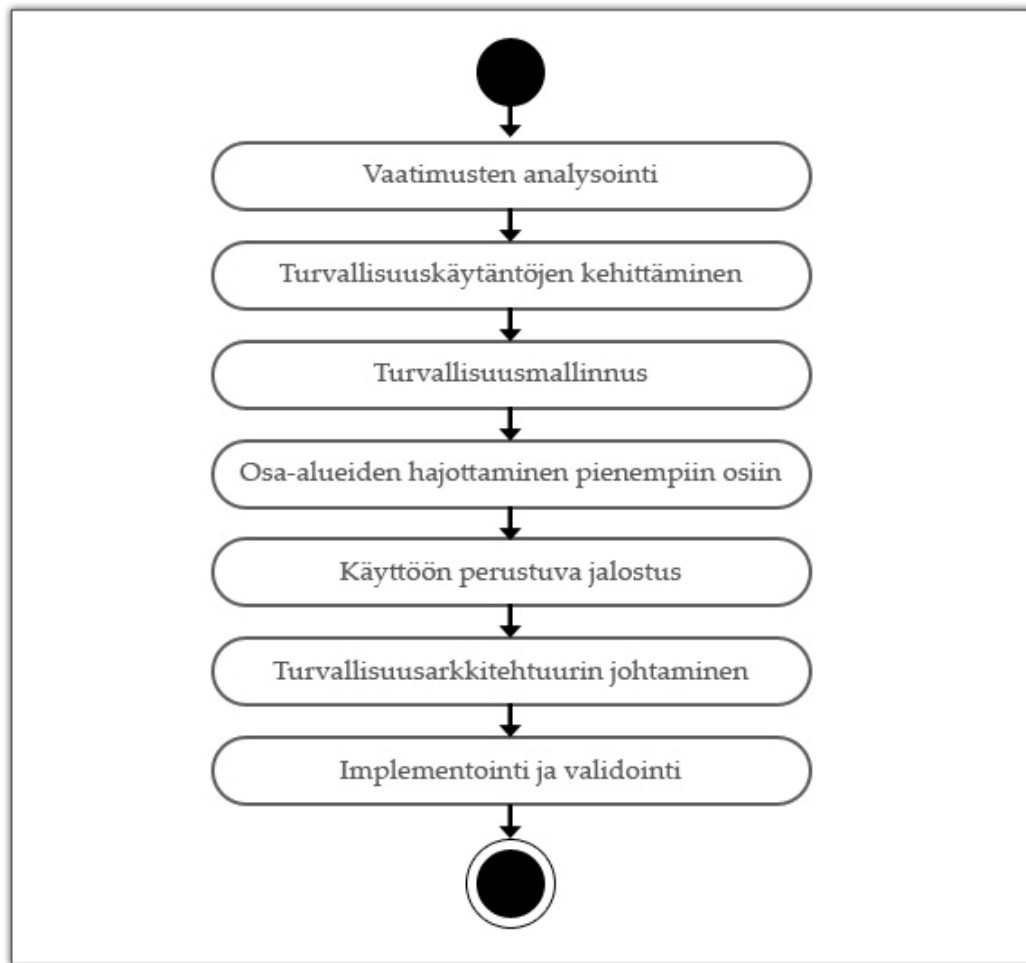 Vaatimusten analysointi
Turvallisuuskäytäntöjen kehittäminen
Turvallisuusmallinnus
Osa-alueiden hajottaminen pienempiin osiin
Käyttöön perustuva jalostus
Turvallisuusarkkitehtuurin johtaminen
Implementointi ja validointi